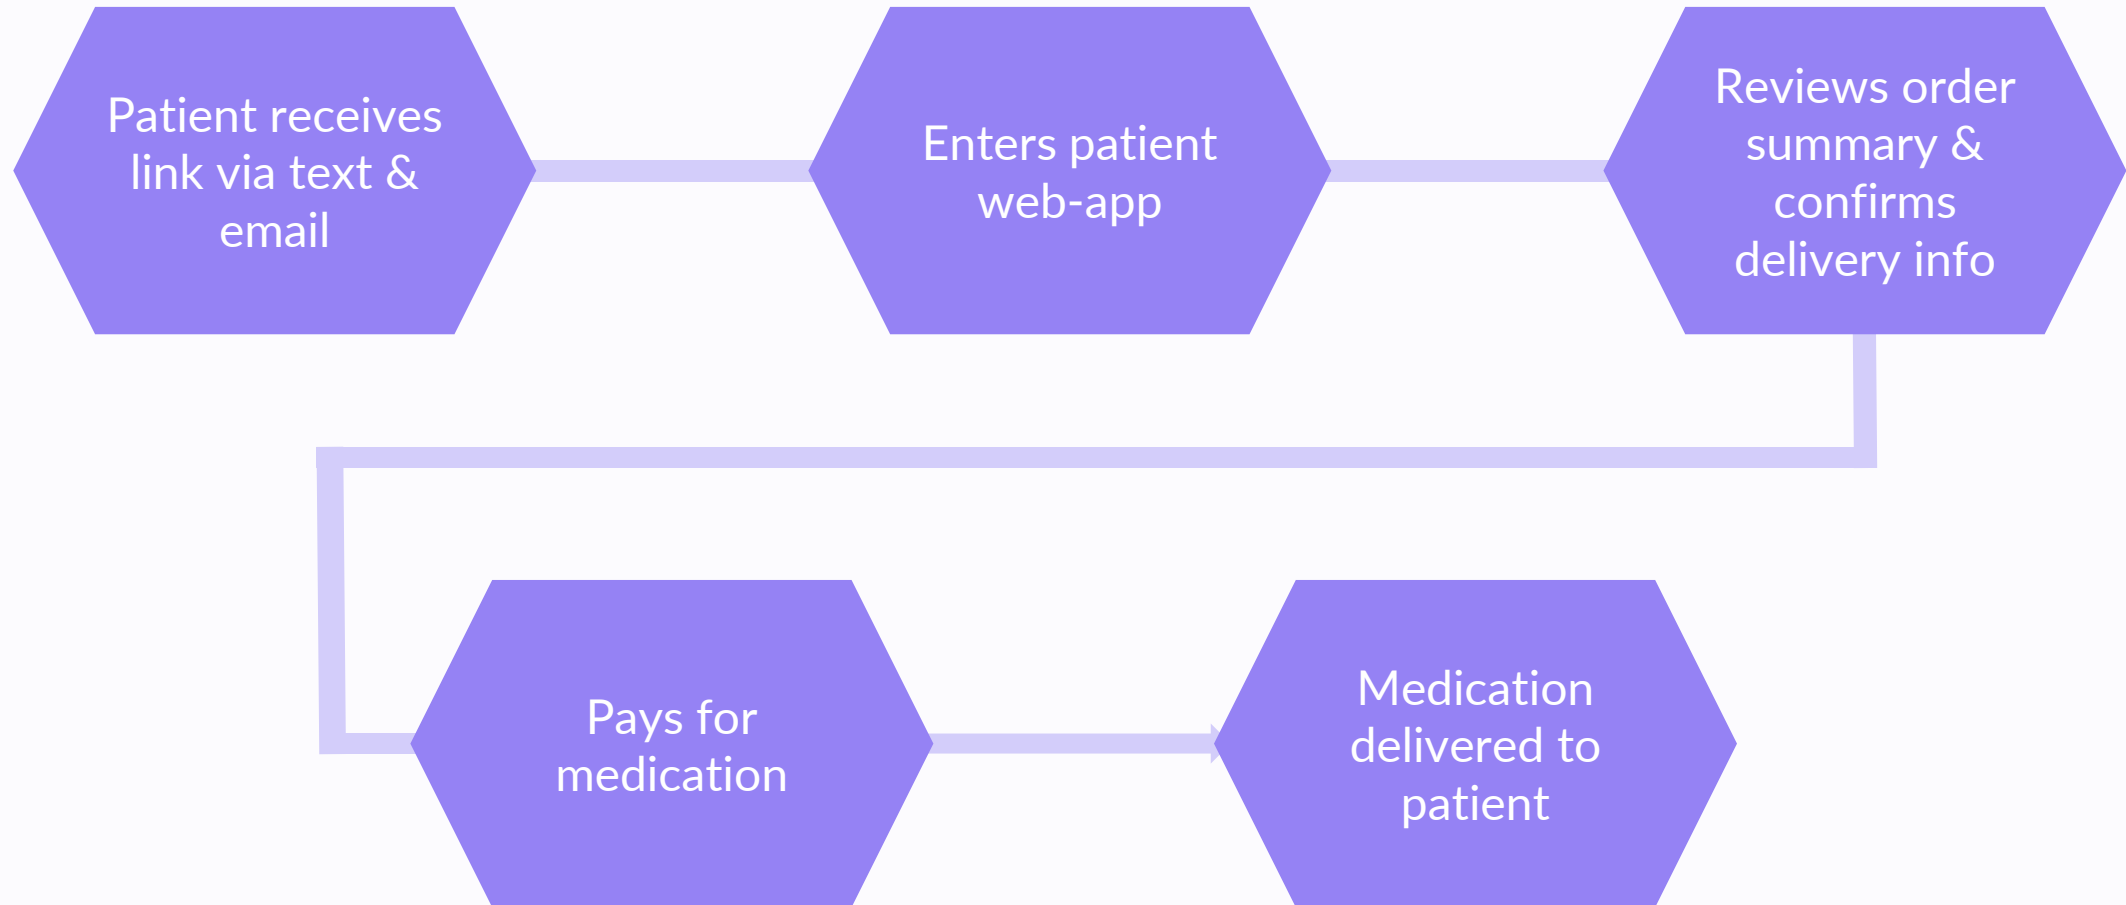 Patient receives
link via text &
email
Enters patient
web-app
Reviews order
summary &
confirms
delivery info
Pays for
medication
Medication
delivered to
patient